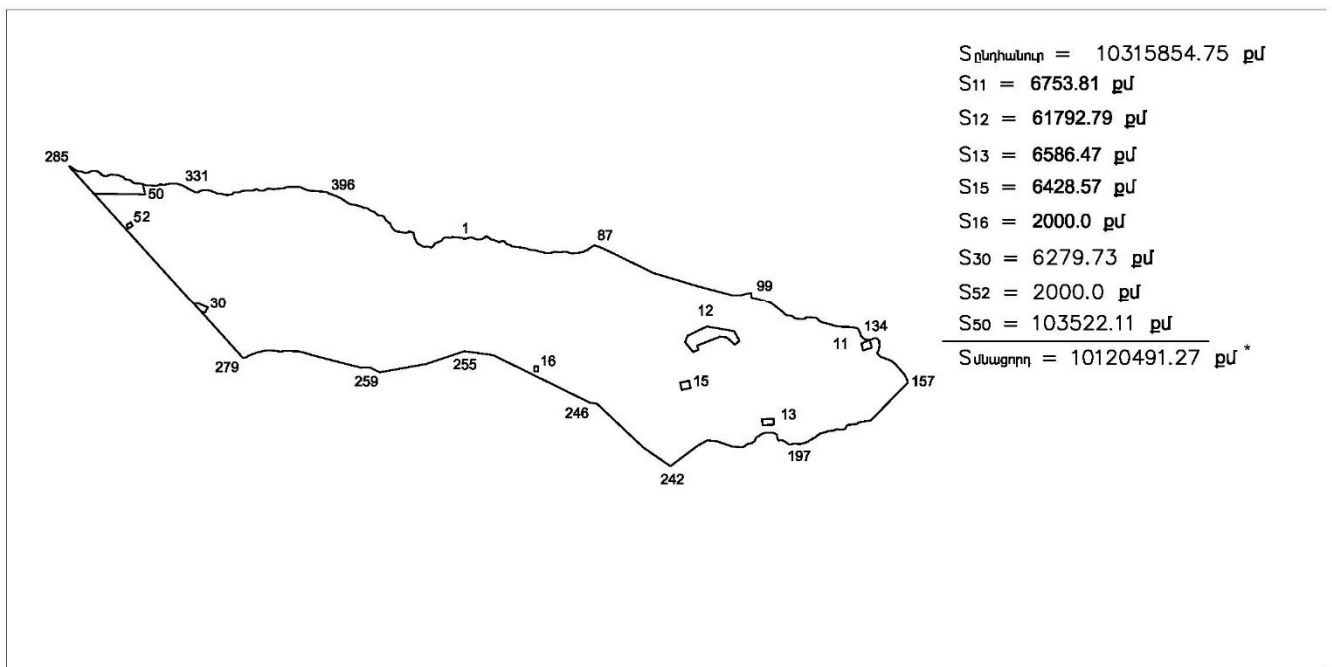 Sընդհանուր = 10315854.75 քմ
S11 = 6753.81 քմ
S12 = 61792.79 քմ
S13 = 6586.47 քմ
S15 = 6428.57 քմ
S16 = 2000.0 քմ
S30 = 6279.73 քմ
S52 = 2000.0 քմ
S50 = 103522.11 քմ
Sմնացորդ = 10120491.27 քմ *
285
331
50
396
52
1
87
99
30
12
134
11
279
259
255
16
15
157
246
13
197
242